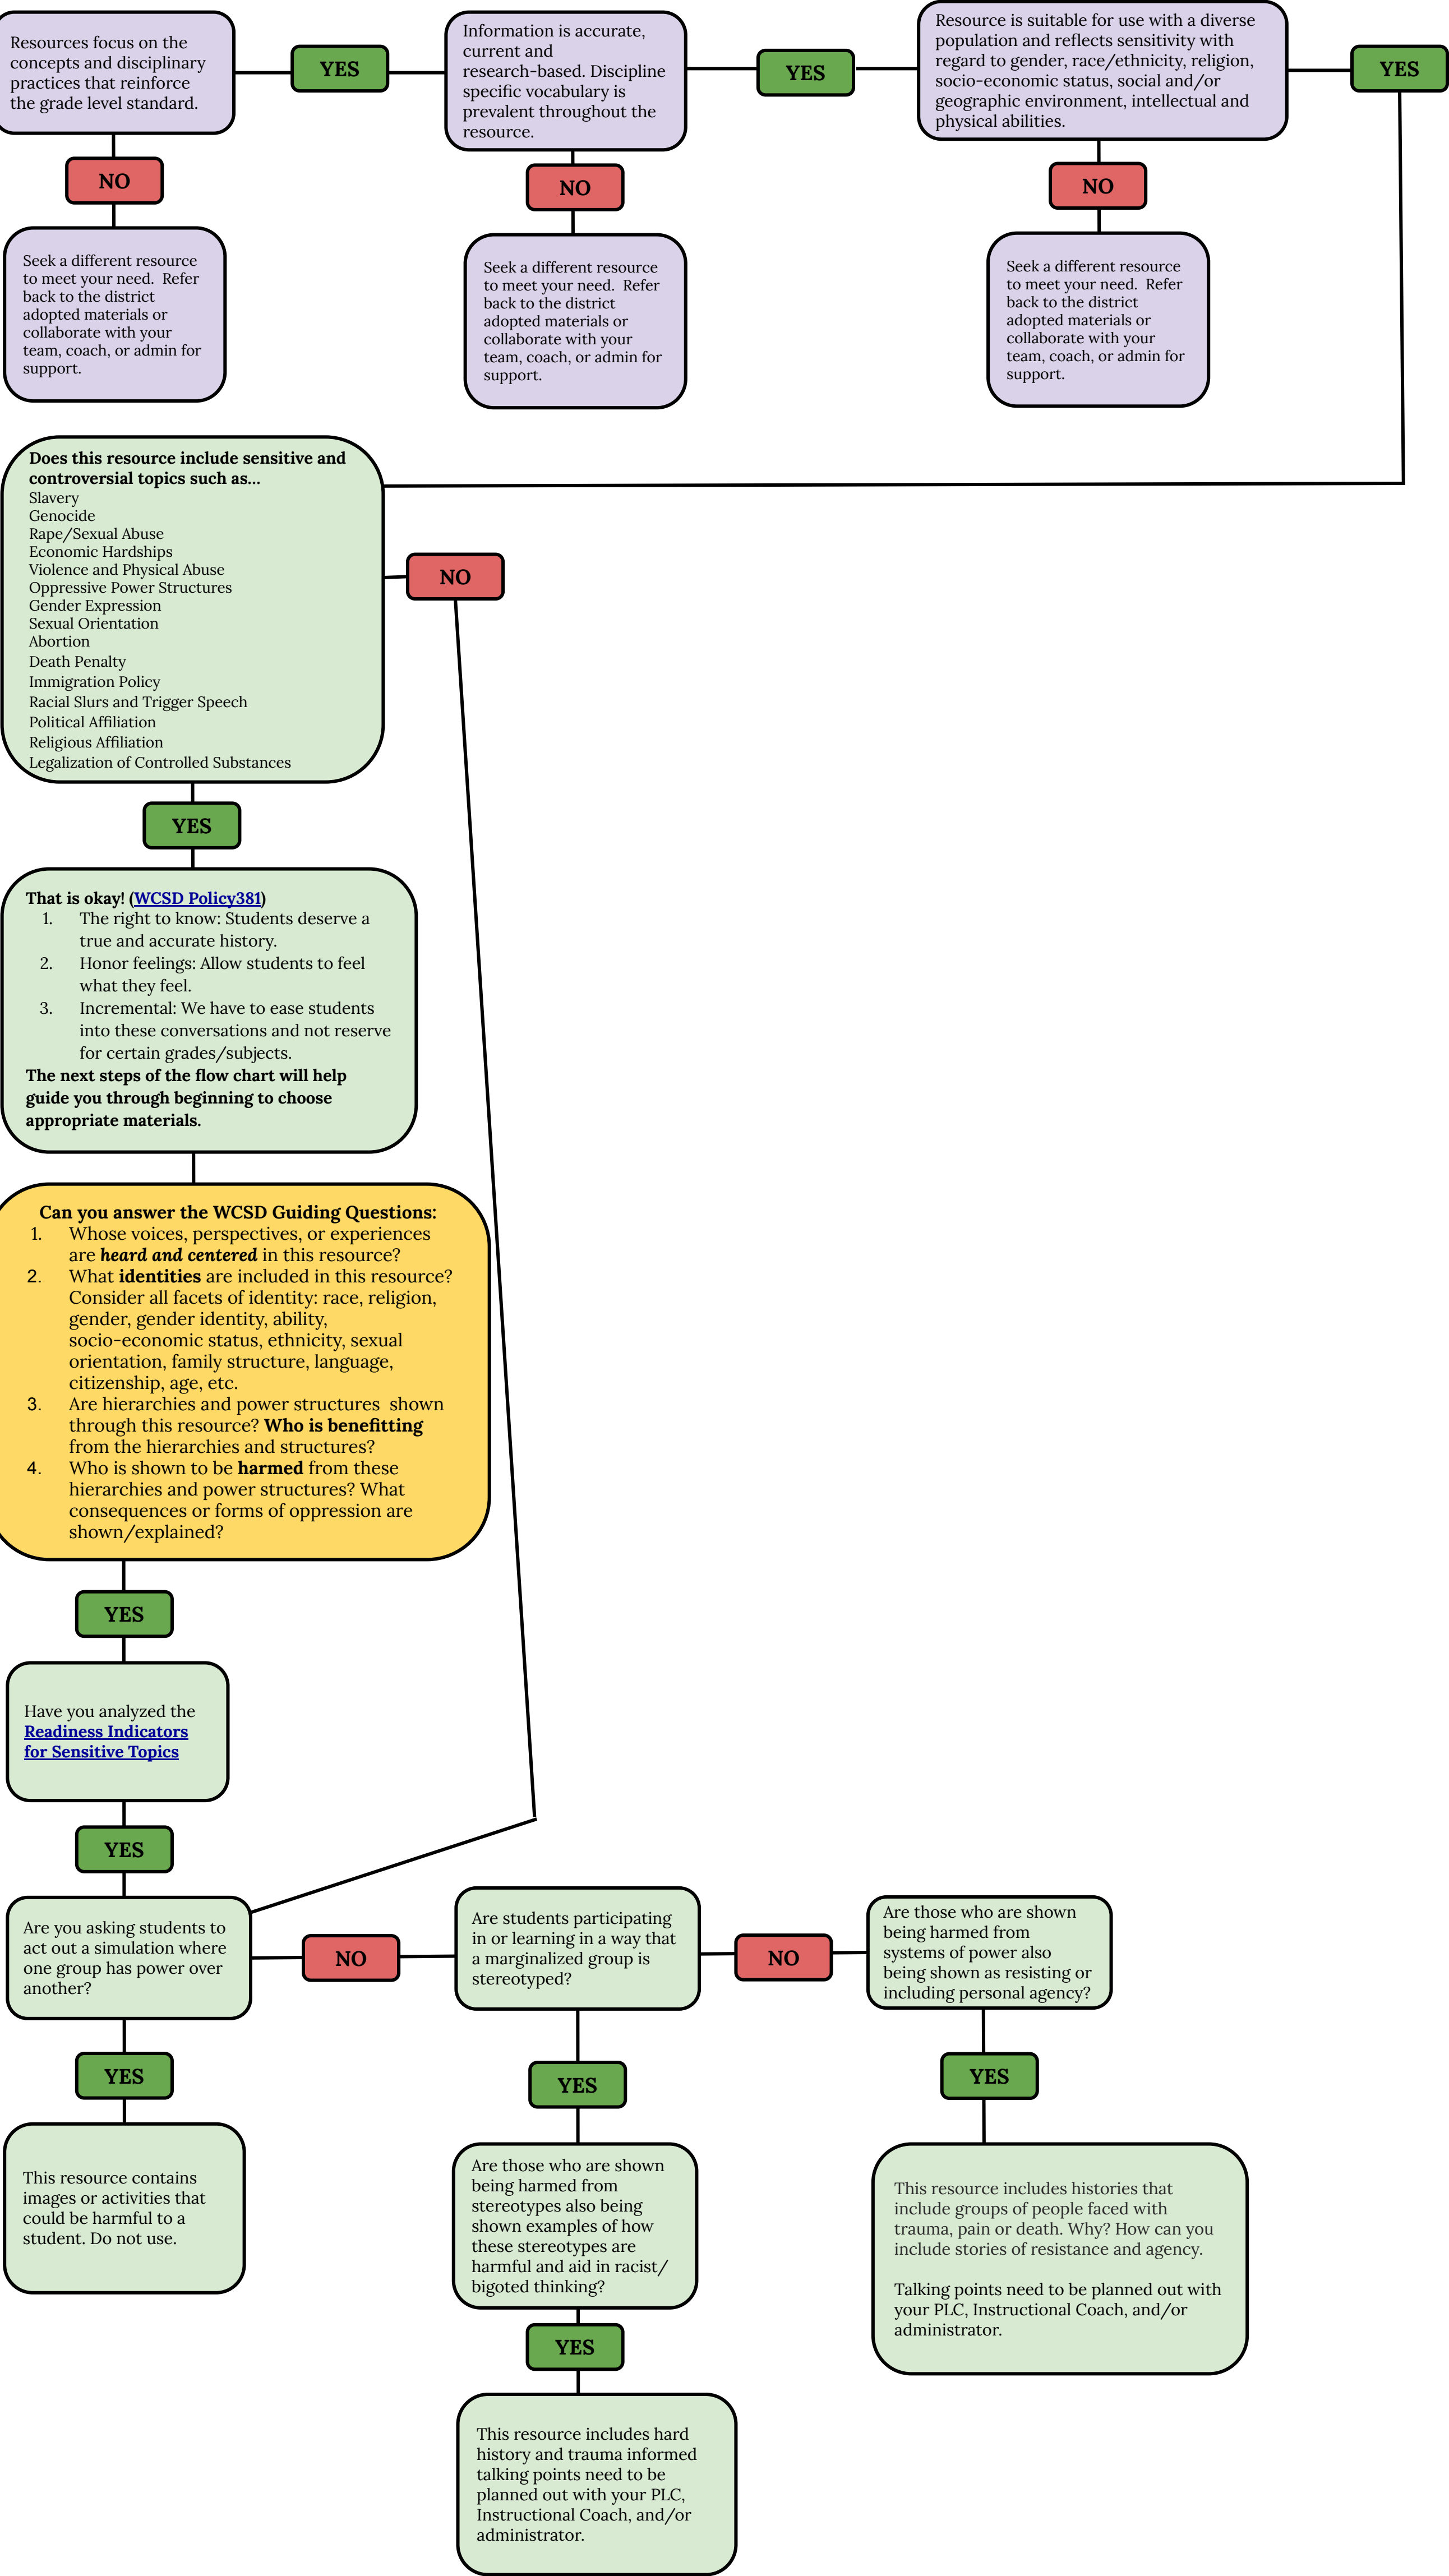 Resources focus on the
concepts and disciplinary
practices that reinforce
the grade level standard.
YES
Information is accurate,
current and
research-based. Discipline
specific vocabulary is
prevalent throughout the
resource.
YES
Resource is suitable for use with a diverse
population and reflects sensitivity with
regard to gender, race/ethnicity, religion,
socio-economic status, social and/or
geographic environment, intellectual and
physical abilities.
YES
NO
NO
NO
Seek a different resource
to meet your need.  Refer
back to the district
adopted materials or
collaborate with your
team, coach, or admin for
support.
Seek a different resource
to meet your need.  Refer
back to the district
adopted materials or
collaborate with your
team, coach, or admin for
support.
Seek a different resource
to meet your need.  Refer
back to the district
adopted materials or
collaborate with your
team, coach, or admin for
support.
Does this resource include sensitive and
controversial topics such as...
Slavery
Genocide
Rape/Sexual Abuse
Economic Hardships
Violence and Physical Abuse
Oppressive Power Structures
Gender Expression
Sexual Orientation
Abortion
Death Penalty
Immigration Policy
Racial Slurs and Trigger Speech
Political Affiliation
Religious Affiliation
Legalization of Controlled Substances
NO
YES
That is okay! (WCSD Policy381)
1. The right to know: Students deserve a
true and accurate history.
2. Honor feelings: Allow students to feel
what they feel.
3. Incremental: We have to ease students
into these conversations and not reserve
for certain grades/subjects.
The next steps of the flow chart will help
guide you through beginning to choose
appropriate materials.
Can you answer the WCSD Guiding Questions:
1. Whose voices, perspectives, or experiences
are heard and centered in this resource?
2. What identities are included in this resource?
Consider all facets of identity: race, religion,
gender, gender identity, ability,
socio-economic status, ethnicity, sexual
orientation, family structure, language,
citizenship, age, etc.
3. Are hierarchies and power structures  shown
through this resource? Who is benefitting
from the hierarchies and structures?
4. Who is shown to be harmed from these
hierarchies and power structures? What
consequences or forms of oppression are
shown/explained?
YES
Have you analyzed the
Readiness Indicators
for Sensitive Topics
YES
Are you asking students to
act out a simulation where
one group has power over
another?
NO
Are students participating
in or learning in a way that
a marginalized group is
stereotyped?
NO
Are those who are shown
being harmed from
systems of power also
being shown as resisting or
including personal agency?
YES
YES
YES
This resource contains
images or activities that
could be harmful to a
student. Do not use.
Are those who are shown
being harmed from
stereotypes also being
shown examples of how
these stereotypes are
harmful and aid in racist/
bigoted thinking?
This resource includes histories that
include groups of people faced with
trauma, pain or death. Why? How can you
include stories of resistance and agency.
Talking points need to be planned out with
your PLC, Instructional Coach, and/or
administrator.
YES
This resource includes hard
history and trauma informed
talking points need to be
planned out with your PLC,
Instructional Coach, and/or
administrator.